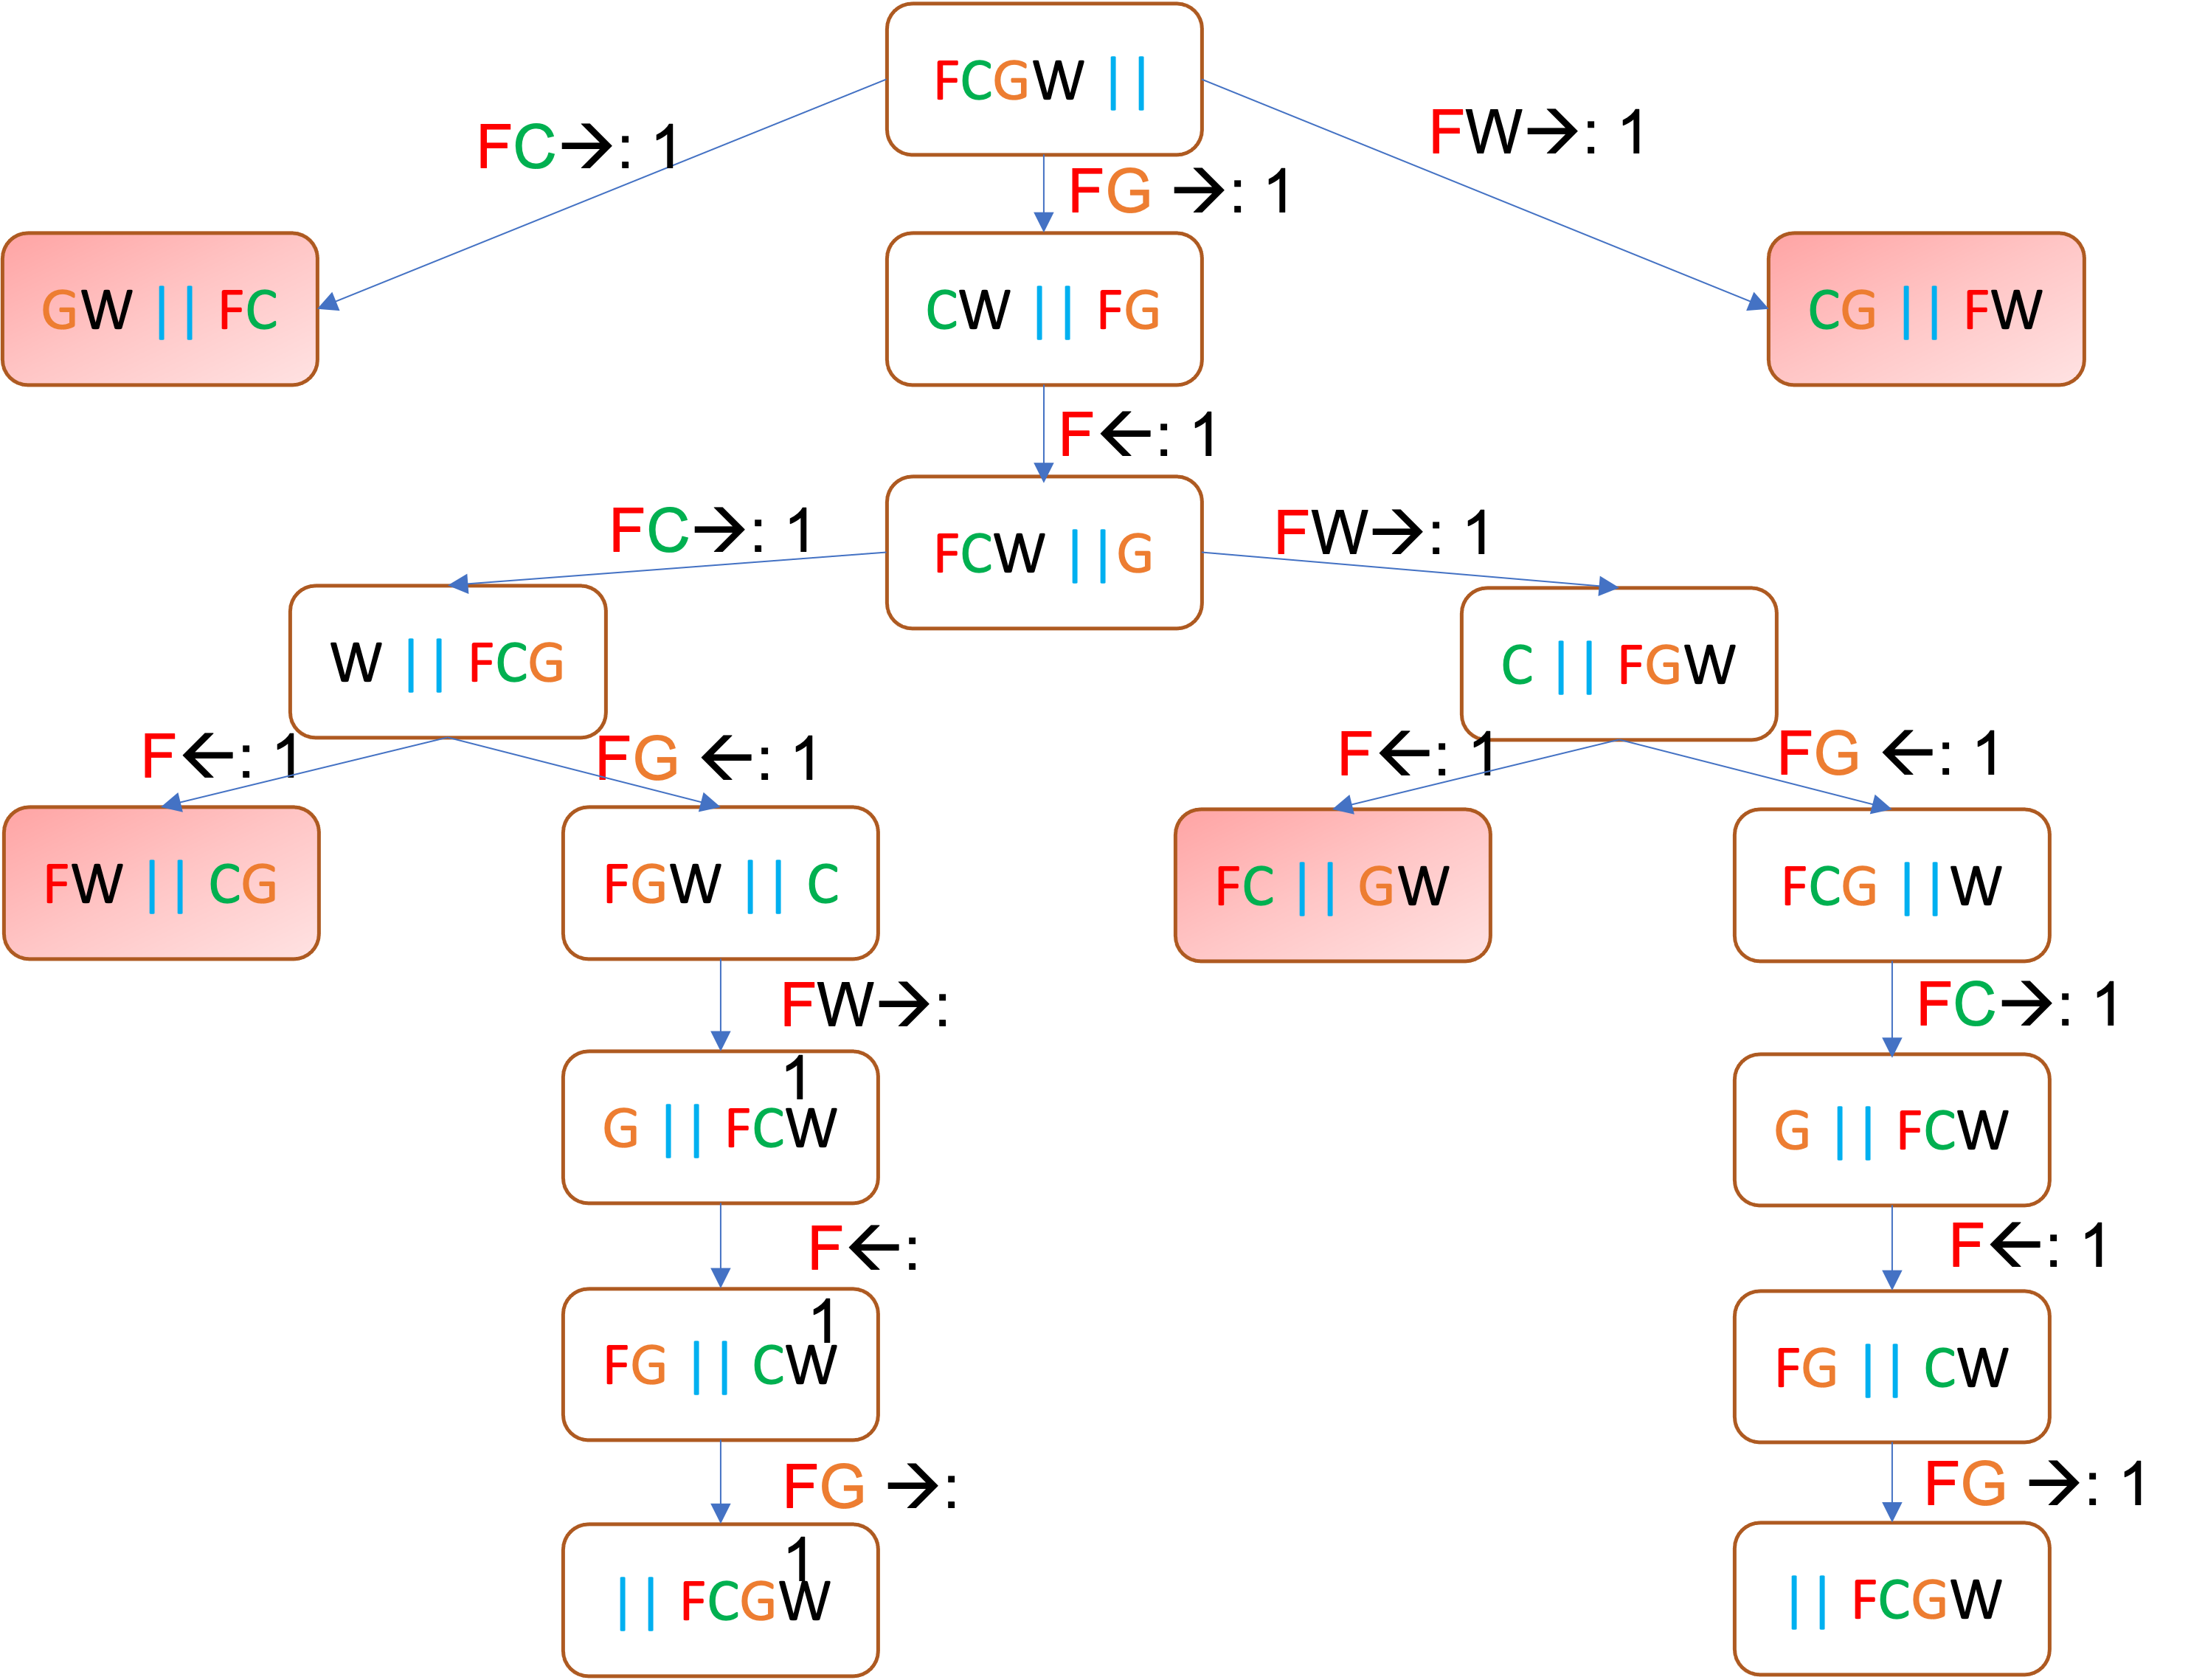 FCGW ||
FC→: 1
FW→: 1
FG →: 1
GW || FC
CW || FG
CG || FW
F←: 1
FC→: 1
FCW ||G
FW→: 1
W || FCG
C || FGW
F←: 1
FG ←: 1
F←: 1
FG ←: 1
FW || CG
FGW || C
FC || GW
FCG ||W
FW→:
1
FC→: 1
G || FCW
G || FCW
F←:
1
F←: 1
FG || CW
FG || CW
FG →:
1
FG →: 1
|| FCGW
|| FCGW